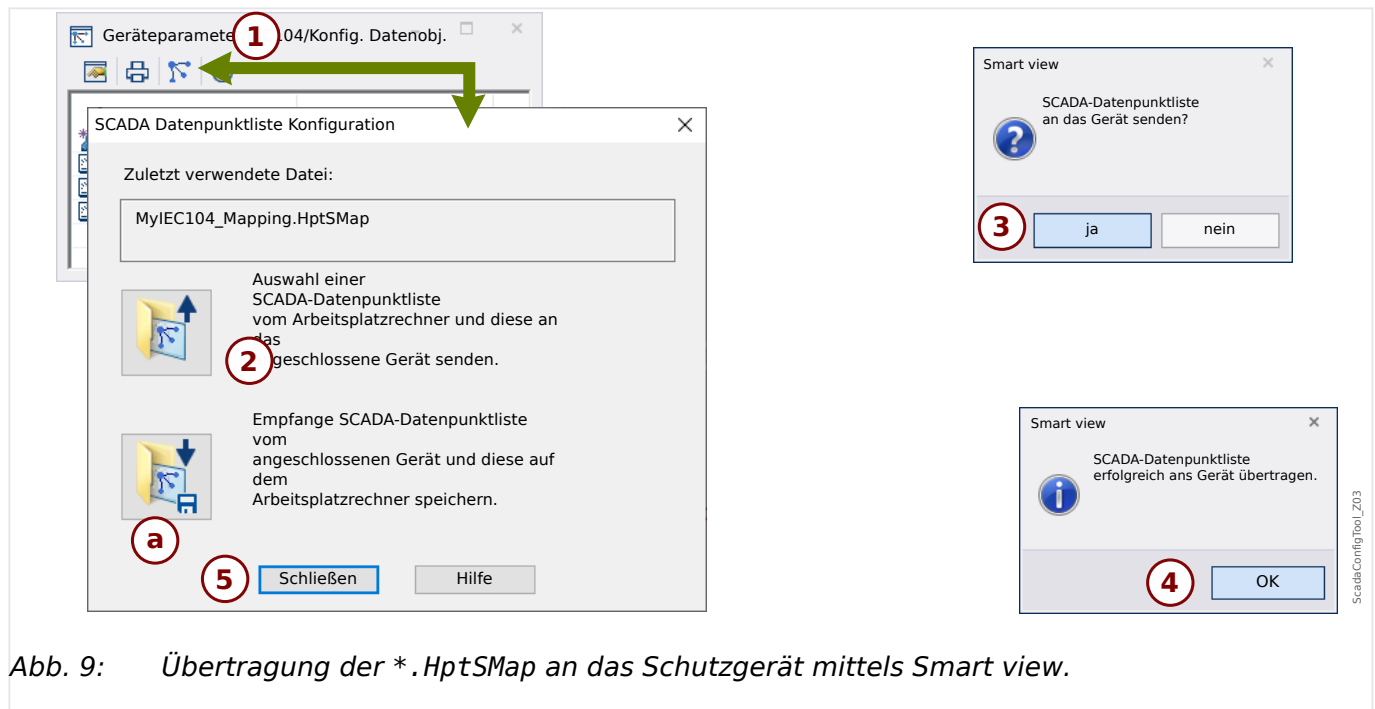 Geräteparamete
1
04/Konfig. Datenobj.
SCADA Datenpunktliste Konfiguration
Zuletzt verwendete Datei:
MyIEC104_Mapping.HptSMap
Auswahl einer
SCADA-Datenpunktliste
vom Arbeitsplatzrechner und diese an
das
geschlossene Gerät senden.
2
Empfange SCADA-Datenpunktliste
vom
angeschlossenen Gerät und diese auf
dem
Arbeitsplatzrechner speichern.
a
5
Schließen
Hilfe
Smart view
SCADA-Datenpunktliste
an das Gerät senden?
3
ja
nein
Smart view
SCADA-Datenpunktliste
erfolgreich ans Gerät übertragen.
4
OK
ScadaConfigTool_Z03
Abb. 9: Übertragung der *.HptSMap an das Schutzgerät mittels Smart view.